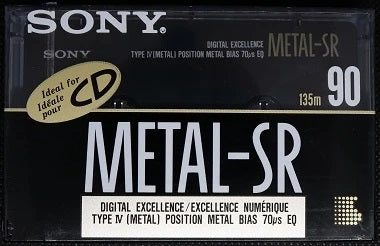 SONY®
SONY
DIGITAL EXCELLENCE METAL-SR
TYPE IV (METAL) POSITION METAL BIAS 70µs EQ
Ideal for
Idéale
pour
CD
135m 90
METAL-SR
DIGITAL EXCELLENCE/EXCELLENCE NUMÉRIQUE
TYPE IV (METAL) POSITION METAL BIAS 70µs EQ